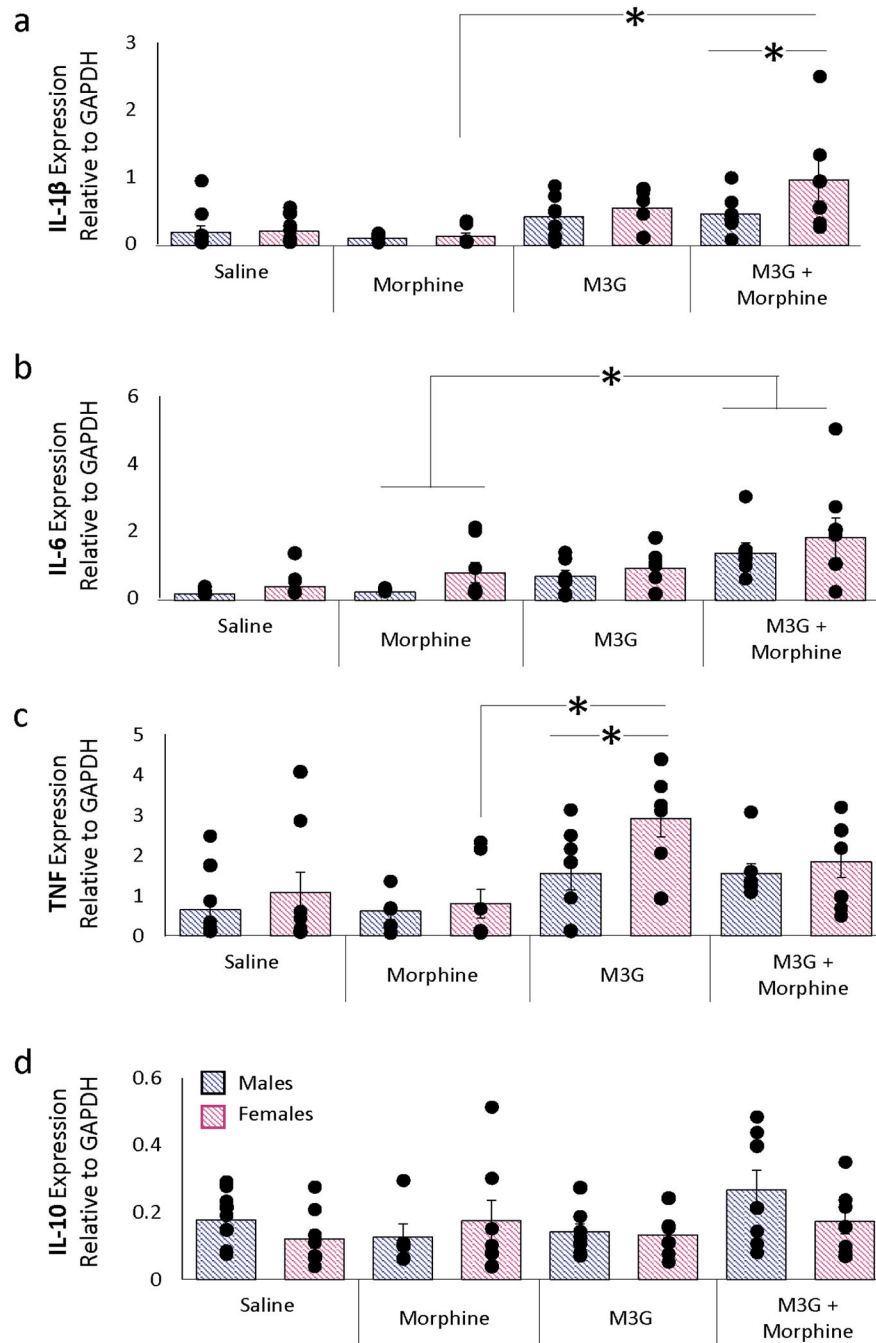 a
IL-1β Expression
Relative to GAPDH
3
2
1
0
*
*
Saline
Morphine
M3G
M3G +
Morphine
b
IL-6 Expression
Relative to GAPDH
6
4
2
0
*
Saline
Morphine
M3G
M3G +
Morphine
c
TNF Expression
Relative to GAPDH
5
4
3
2
1
0
*
*
Saline
Morphine
M3G
M3G +
Morphine
d
IL-10 Expression
Relative to GAPDH
0.6
0.4
0.2
0
Males
Females
Saline
Morphine
M3G
M3G +
Morphine